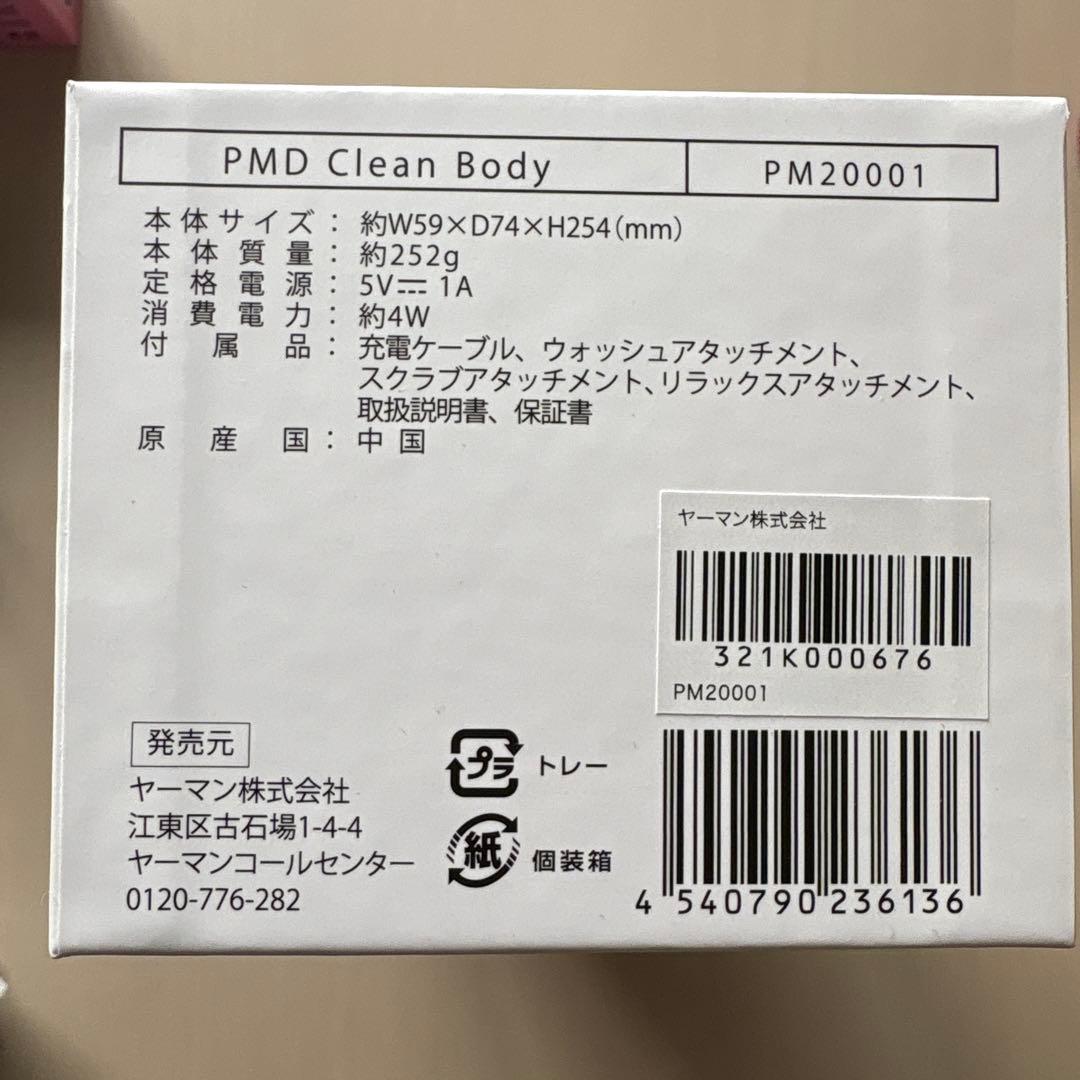 PMD Clean Body PM20001
本体サイズ：約W59×D74×H254(mm)
本体質量：約252g
定格電源：5V⎓1A
消費電力：約4W
付属品：充電ケーブル、ウォッシュアタッチメント、
スクラブアタッチメント、リラックスアタッチメント、
取扱説明書、保証書
原産国：中国
ヤーマン株式会社
321K000676
PM20001
発売元
ヤーマン株式会社
江東区古石場1-4-4
ヤーマンコールセンター
0120-776-282
プラ トレー
紙 個装箱
4 540790 236136